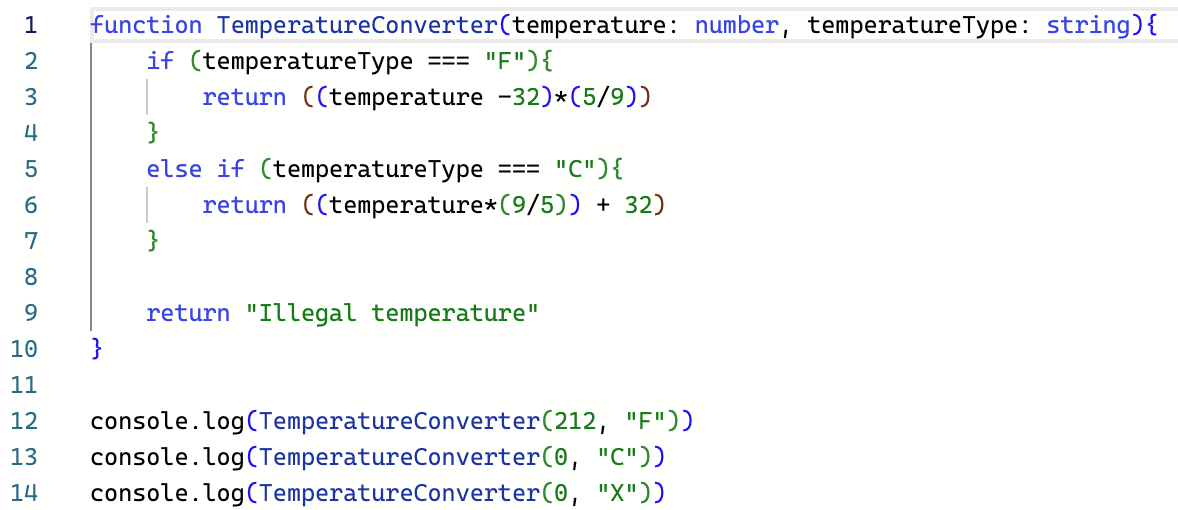 1 function TemperatureConverter(temperature: number, temperatureType: string){
2 if (temperatureType === "F"){
3 return ((temperature -32)*(5/9))
4 }
5 else if (temperatureType === "C"){
6 return ((temperature*(9/5)) + 32)
7 }
8
9 return "Illegal temperature"
10 }
11
12 console.log(TemperatureConverter(212, "F"))
13 console.log(TemperatureConverter(0, "C"))
14 console.log(TemperatureConverter(0, "X"))